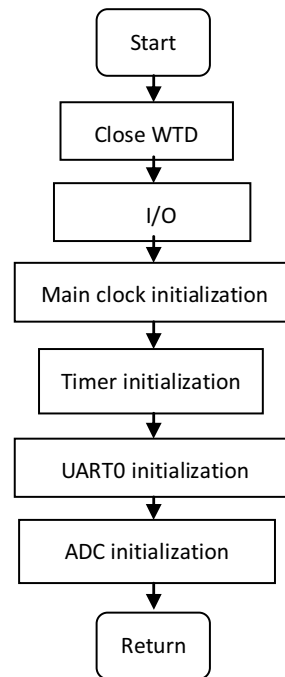 Start
Close WTD
I/O
Main clock initialization
Timer initialization
UART0 initialization
ADC initialization
Return